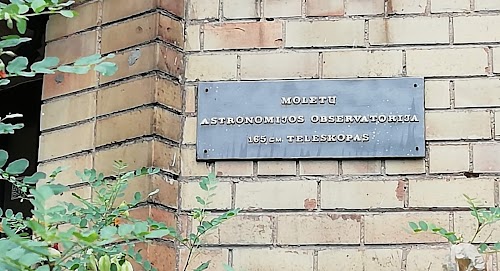 MOLĖTŲ
ASTRONOMIJOS OBSERVATORIJA
165 CM TELESKOPAS